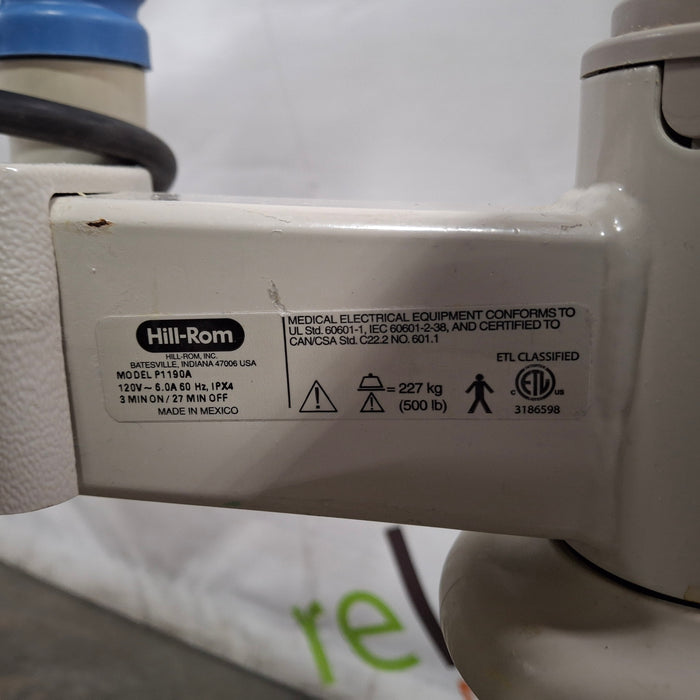 Hill-Rom
HILL-ROM, INC.
BATESVILLE, INDIANA 47006 USA
MODEL P1190A
120V ~ 6.0A 60 Hz, IPX4
3 MIN ON / 27 MIN OFF
MADE IN MEXICO
MEDICAL ELECTRICAL EQUIPMENT CONFORMS TO
UL Std. 60601-1, IEC 60601-2-38, AND CERTIFIED TO
CAN/CSA Std. C22.2 NO. 601.1
= 227 kg
(500 lb)
ETL CLASSIFIED
c ETL us
3186598
re